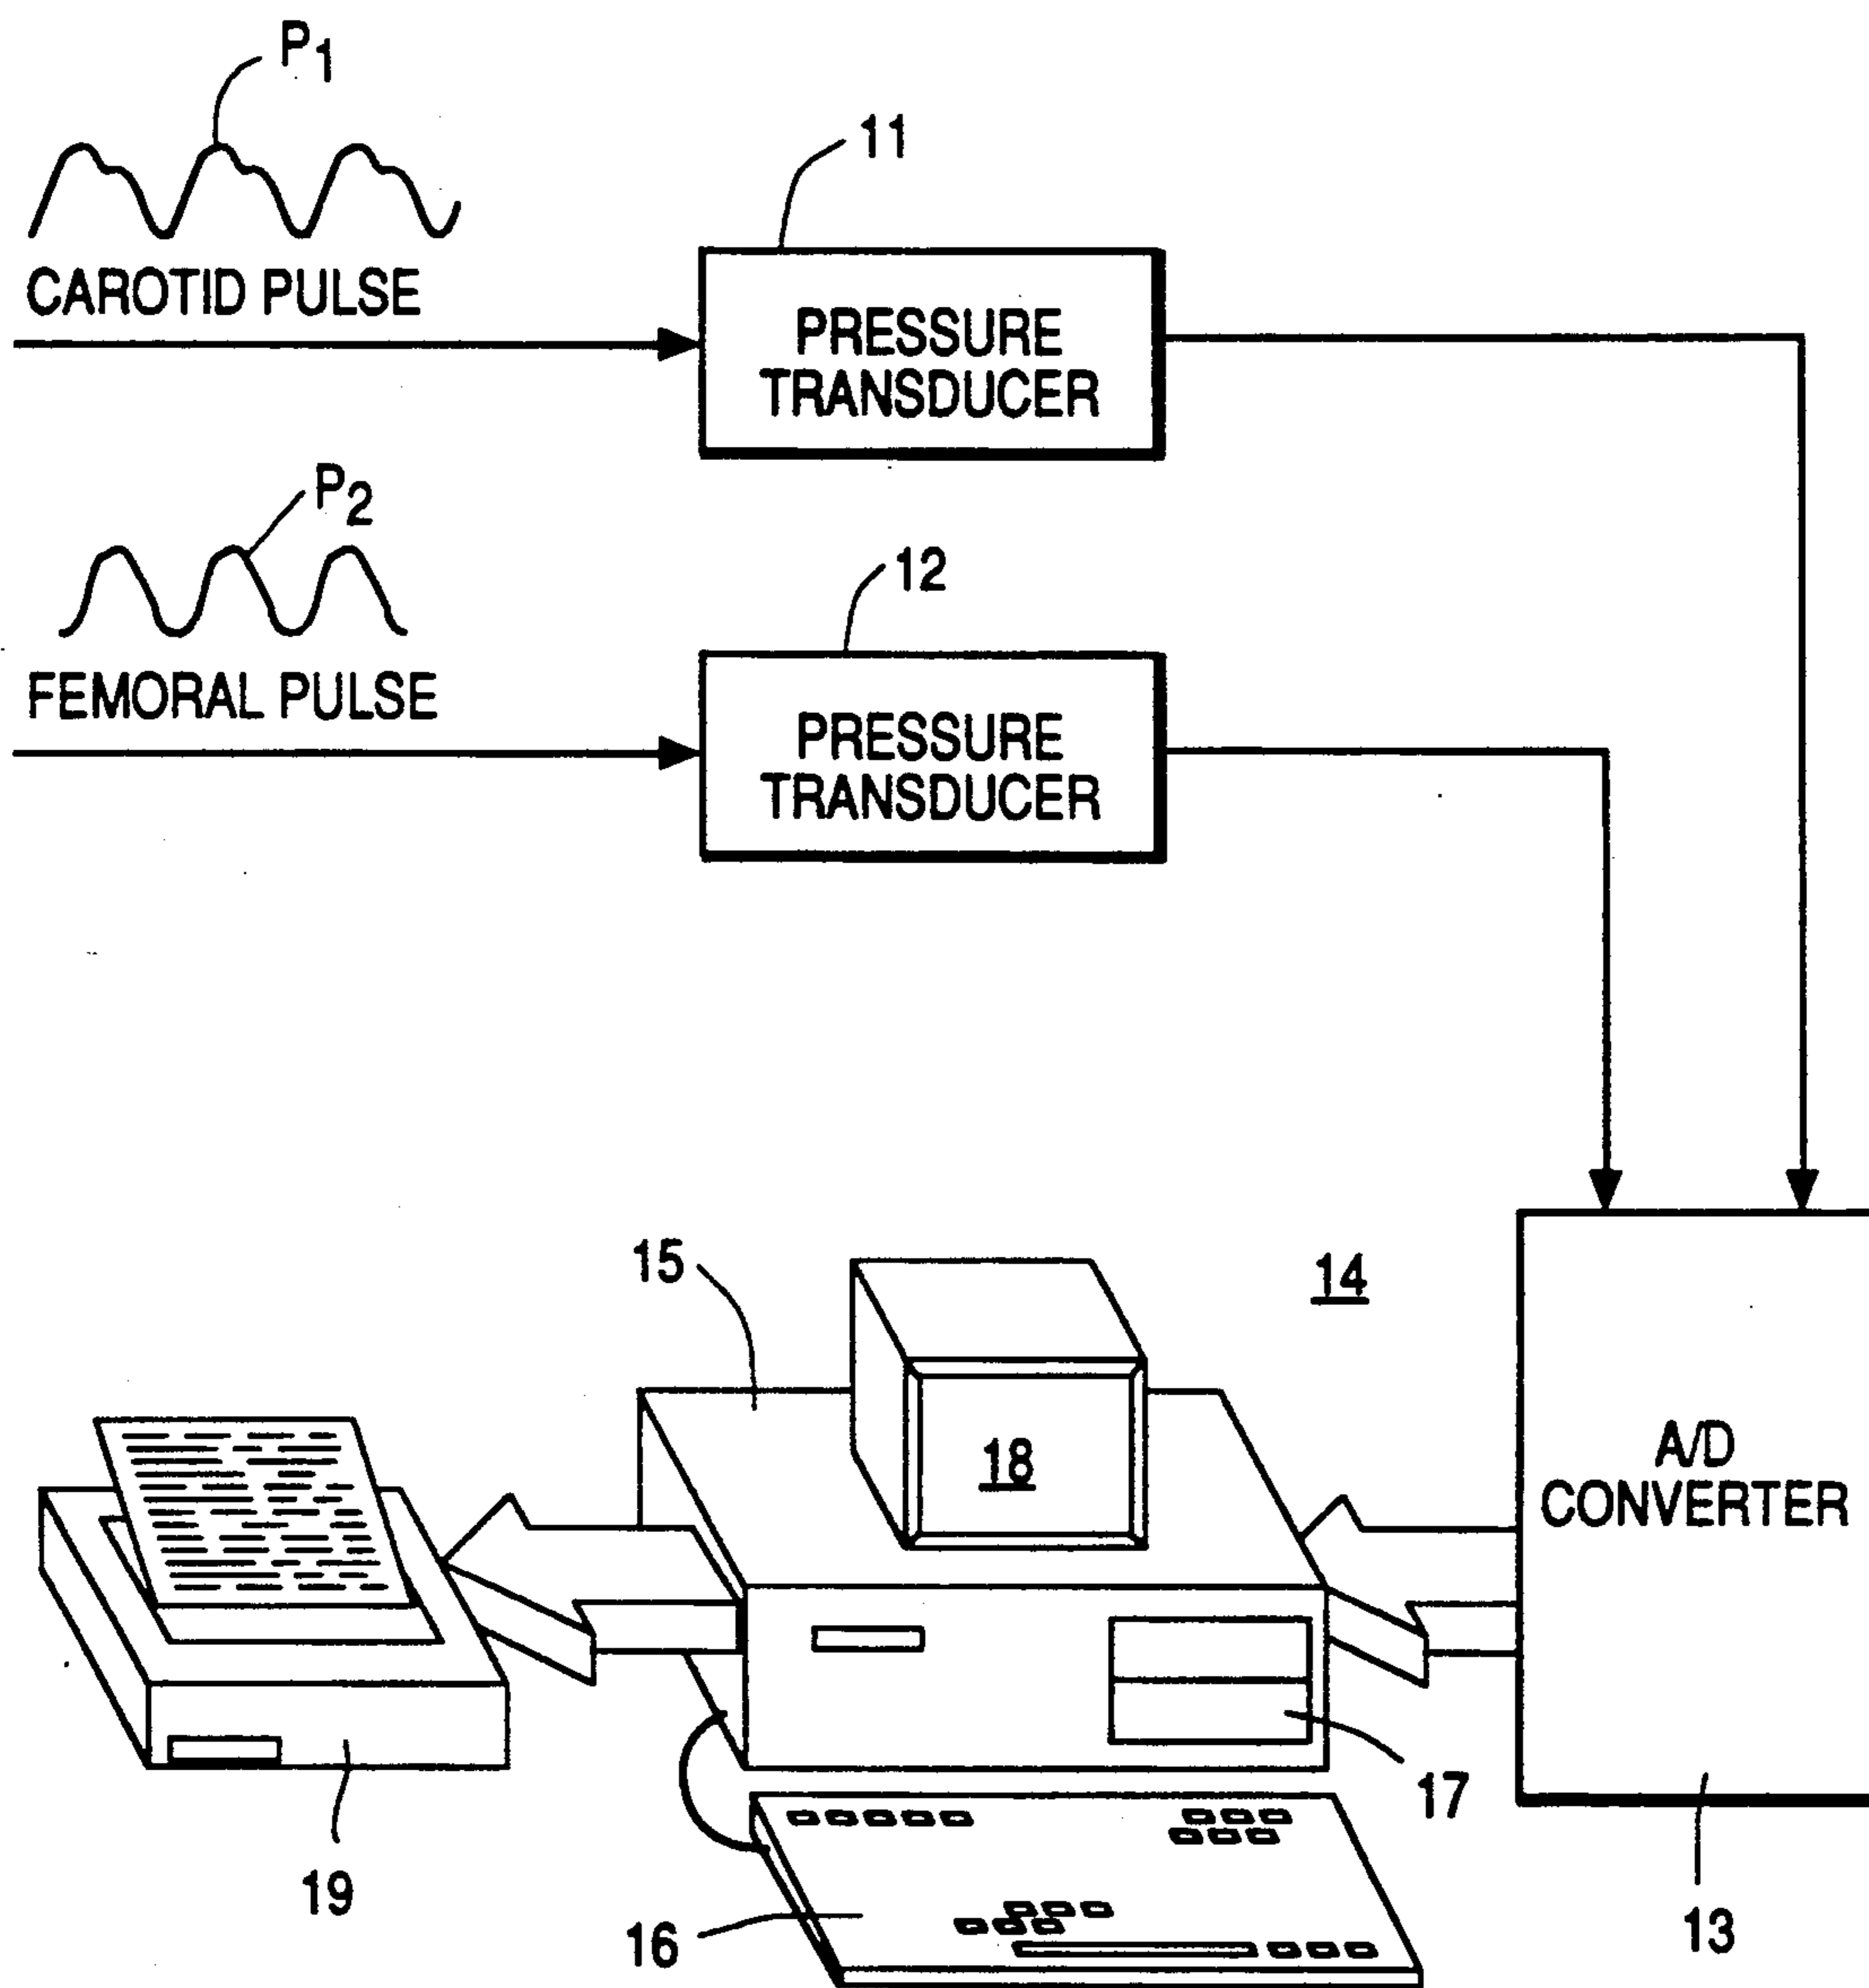 P1
11
CAROTID PULSE
PRESSURE
TRANSDUCER
P2
12
FEMORAL PULSE
PRESSURE
TRANSDUCER
15
14
18
A/D
CONVERTER
17
19
16
13